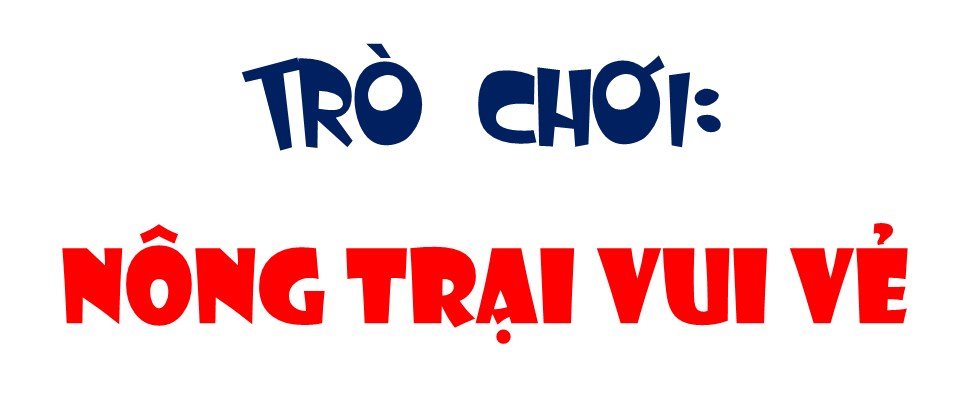 TRÒ CHƠI:
NÔNG TRẠI VUI VẺ